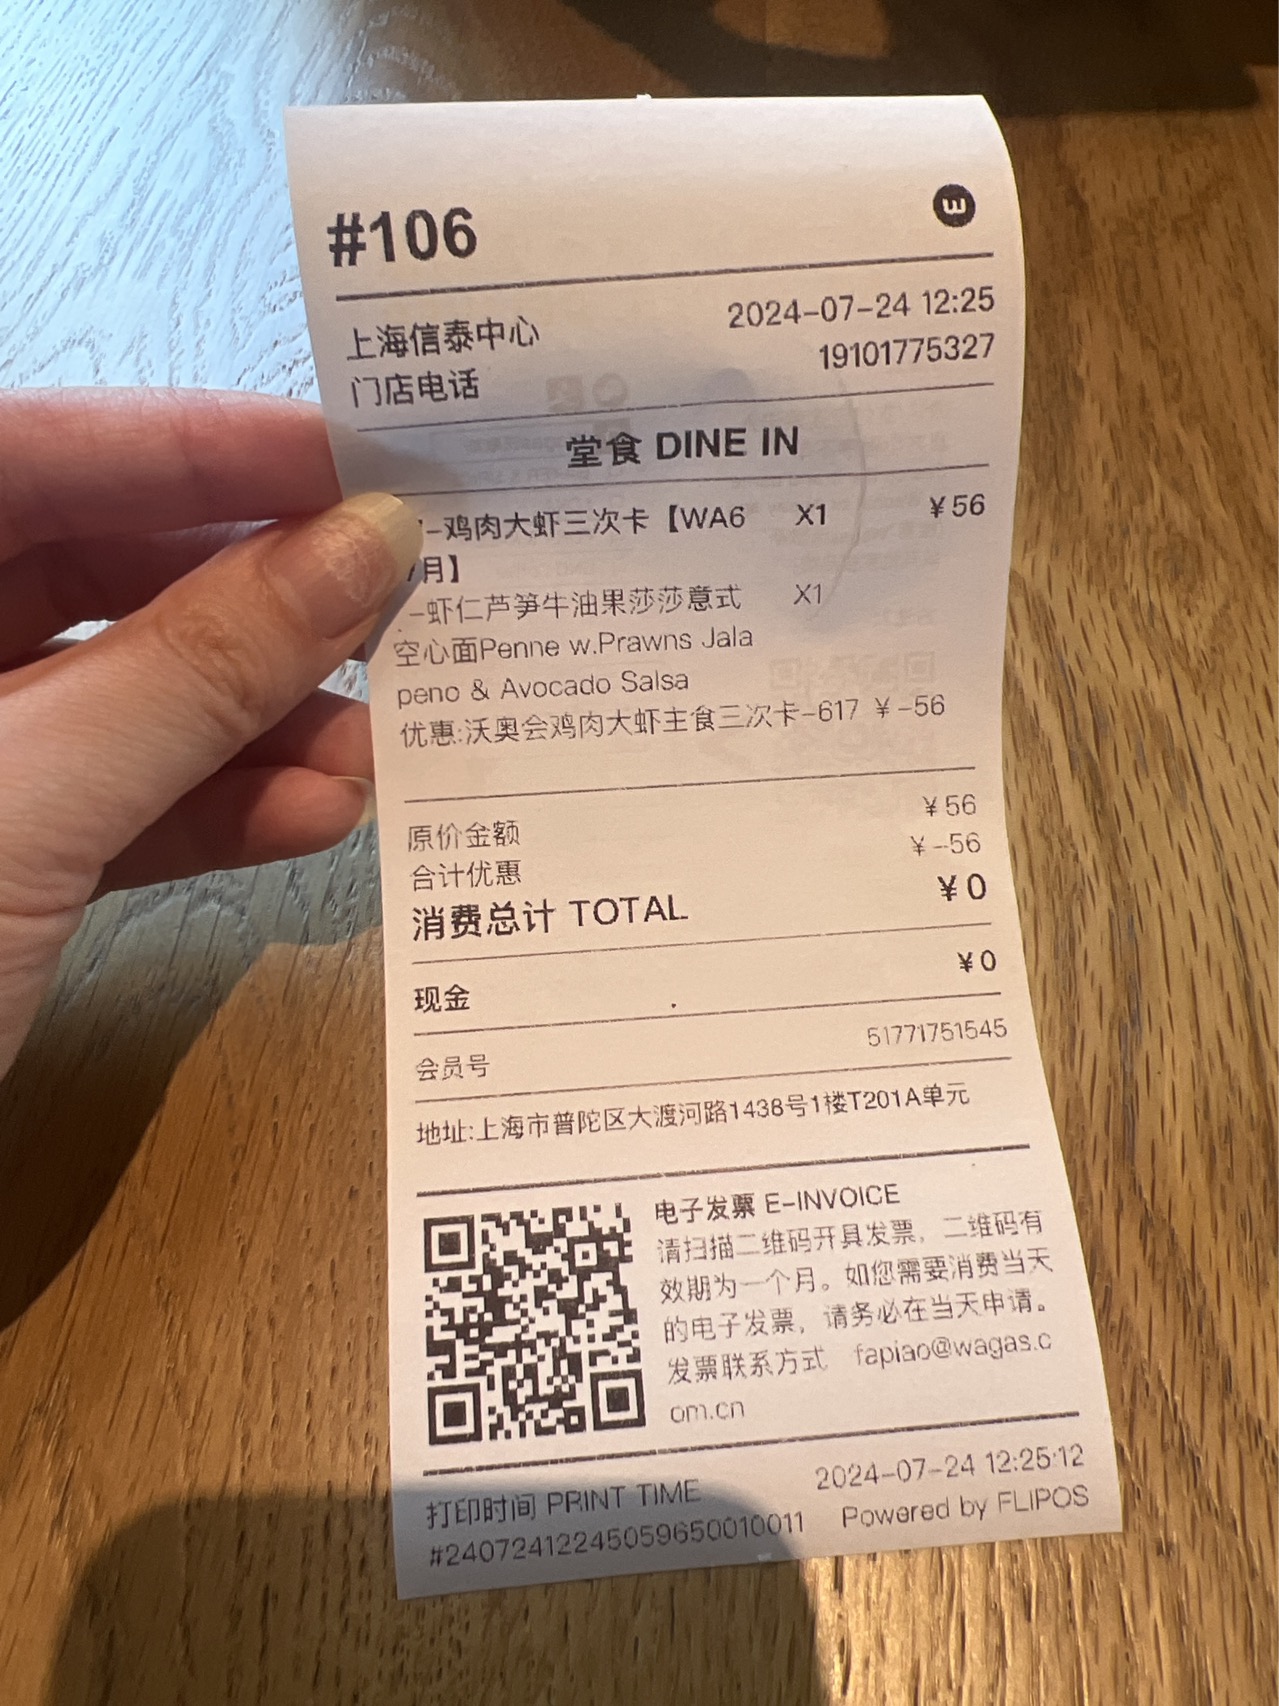 #106
上海信泰中心 2024-07-24 12:25
门店电话 19101775327
堂食 DINE IN
-鸡肉大虾三次卡【WA6 X1 ¥56
月】
-虾仁芦笋牛油果莎莎意式 X1
空心面Penne w.Prawns Jala
peno & Avocado Salsa
优惠:沃奥会鸡肉大虾主食三次卡-617 ¥-56
原价金额 ¥56
合计优惠 ¥-56
消费总计 TOTAL ¥0
现金 ¥0
会员号 51771751545
地址:上海市普陀区大渡河路1438号1楼T201A单元
电子发票 E-INVOICE
请扫描二维码开具发票，二维码有
效期为一个月。如您需要消费当天
的电子发票，请务必在当天申请。
发票联系方式 fapiao@wagas.c
om.cn
打印时间 PRINT TIME 2024-07-24 12:25:12
#24072412245059650010011 Powered by FLIPOS